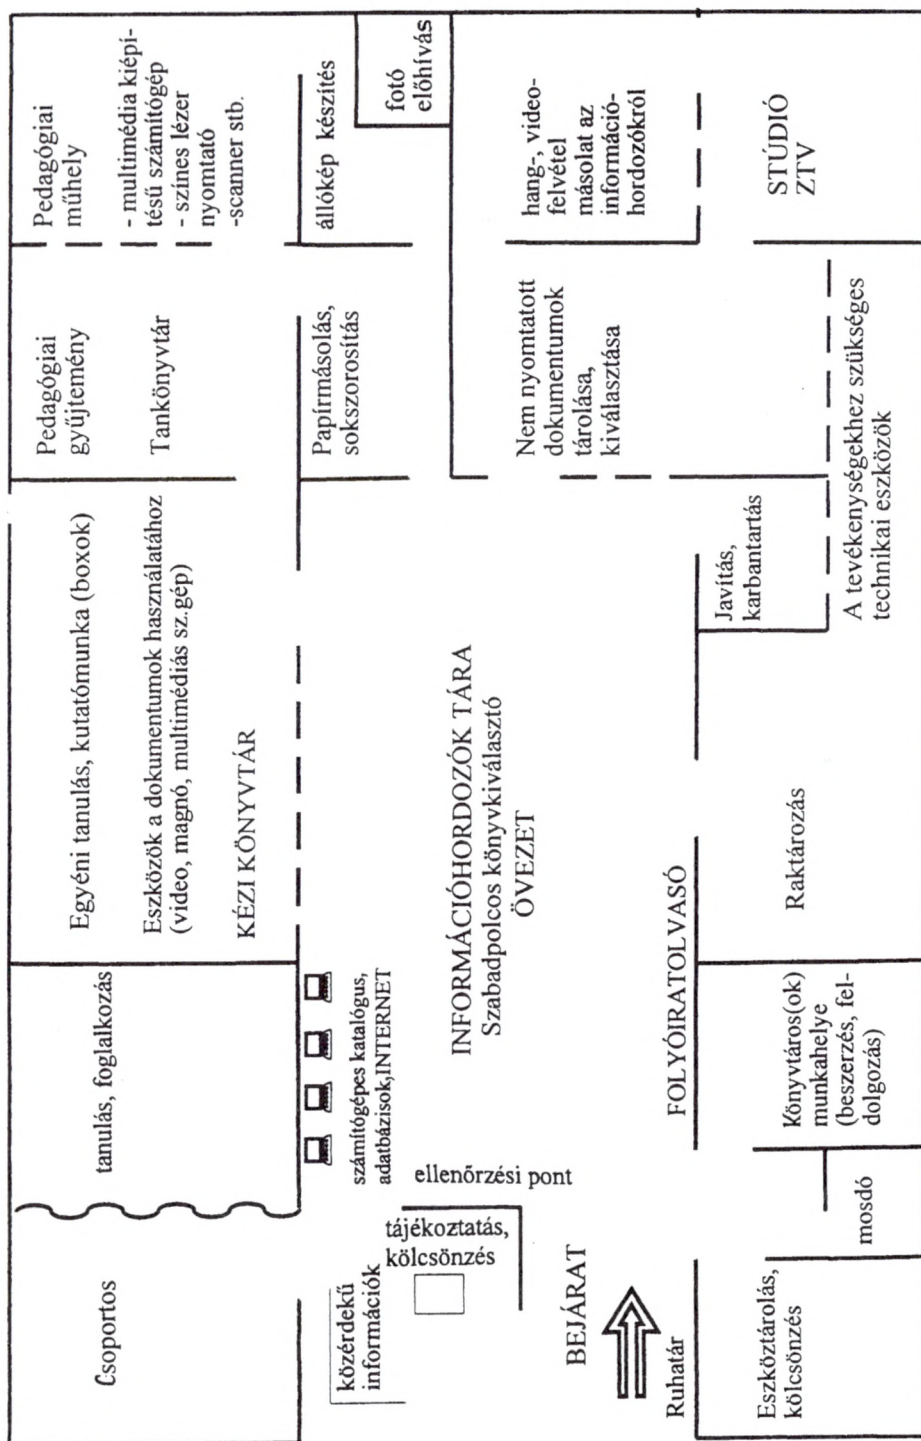 Csoportos
tanulás, foglalkozás
Egyéni tanulás, kutatómunka (boxok)
Eszközök a dokumentumok használatához
(video, magnó, multimédiás sz.gép)
KÉZI KÖNYVTÁR
Pedagógiai
gyűjtemény
Tankönyvtár
Pedagógiai
műhely
- multimédia kiépí-
tésű számítógép
- színes lézer
nyomtató
-scanner stb.
közérdekű
információk
tájékoztatás,
kölcsönzés
számítógépes katalógus,
adatbázisok,INTERNET
ellenőrzési pont
INFORMÁCIÓHORDOZÓK TÁRA
Szabadpolcos könyvkiválasztó
ÖVEZET
Papírmásolás,
sokszorosítás
állókép készítés
fotó
előhívás
BEJÁRAT
Ruhatár
FOLYÓIRATOLVASÓ
Nem nyomtatott
dokumentumok
tárolása,
kiválasztása
hang-, video-
felvétel
másolat az
információ-
hordozókról
Eszköztárolás,
kölcsönzés
mosdó
Könyvtáros(ok)
munkahelye
(beszerzés, fel-
dolgozás)
Raktározás
Javítás,
karbantartás
A tevékenységekhez szükséges
technikai eszközök
STÚDIÓ
ZTV